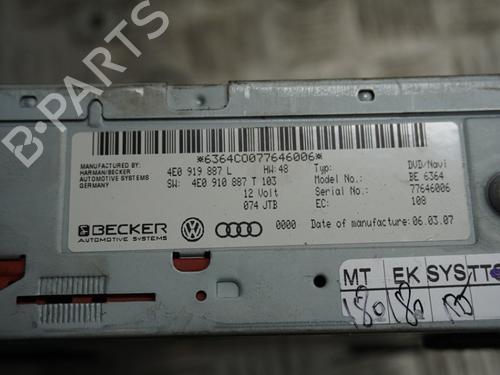 B-PARTS
*6364CO077646006*
MANUFACTURED BY:
HARMAN/BECKER
AUTOMOTIVE SYSTEMS
GERMANY
4E0 919 887 L HW: 48 Typ: DVD/Navi
SW: 4E0 910 887 T 103 Model No.: BE 6364
12 Volt Serial No.: 77646006
074 JTB EC: 108
BECKER
AUTOMOTIVE SYSTEMS
0000 Date of manufacture: 06.03.07
MT EK SYS TT